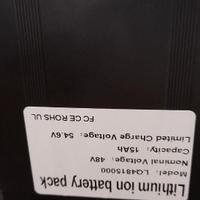 Lithium ion battery pack
MODEL: LG4815000
Nominal Voltage: 48V
Capacity: 15Ah
Limited Charge Voltage: 54.6V
FC CE ROHS UL